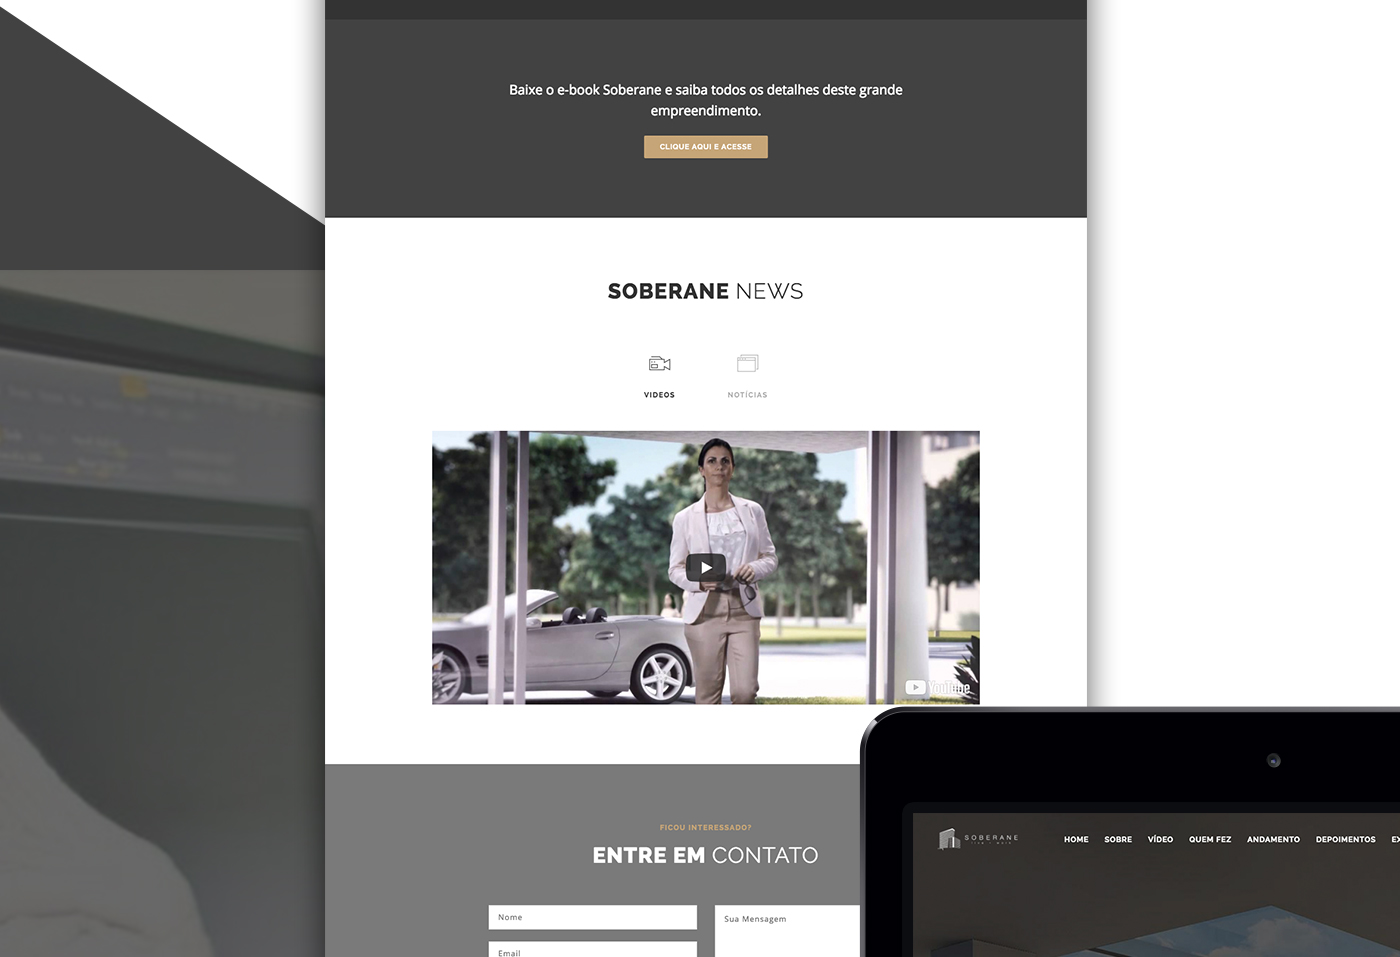 Baixe o e-book Soberane e saiba todos os detalhes deste grande
empreendimento.
CLIQUE AQUI E ACESSE
SOBERANE NEWS
VIDEOS NOTÍCIAS
YouTube
FICOU INTERESSADO?
ENTRE EM CONTATO
Nome
Sua Mensagem
Email
SOBERANE
HOME SOBRE VÍDEO QUEM FEZ ANDAMENTO DEPOIMENTOS